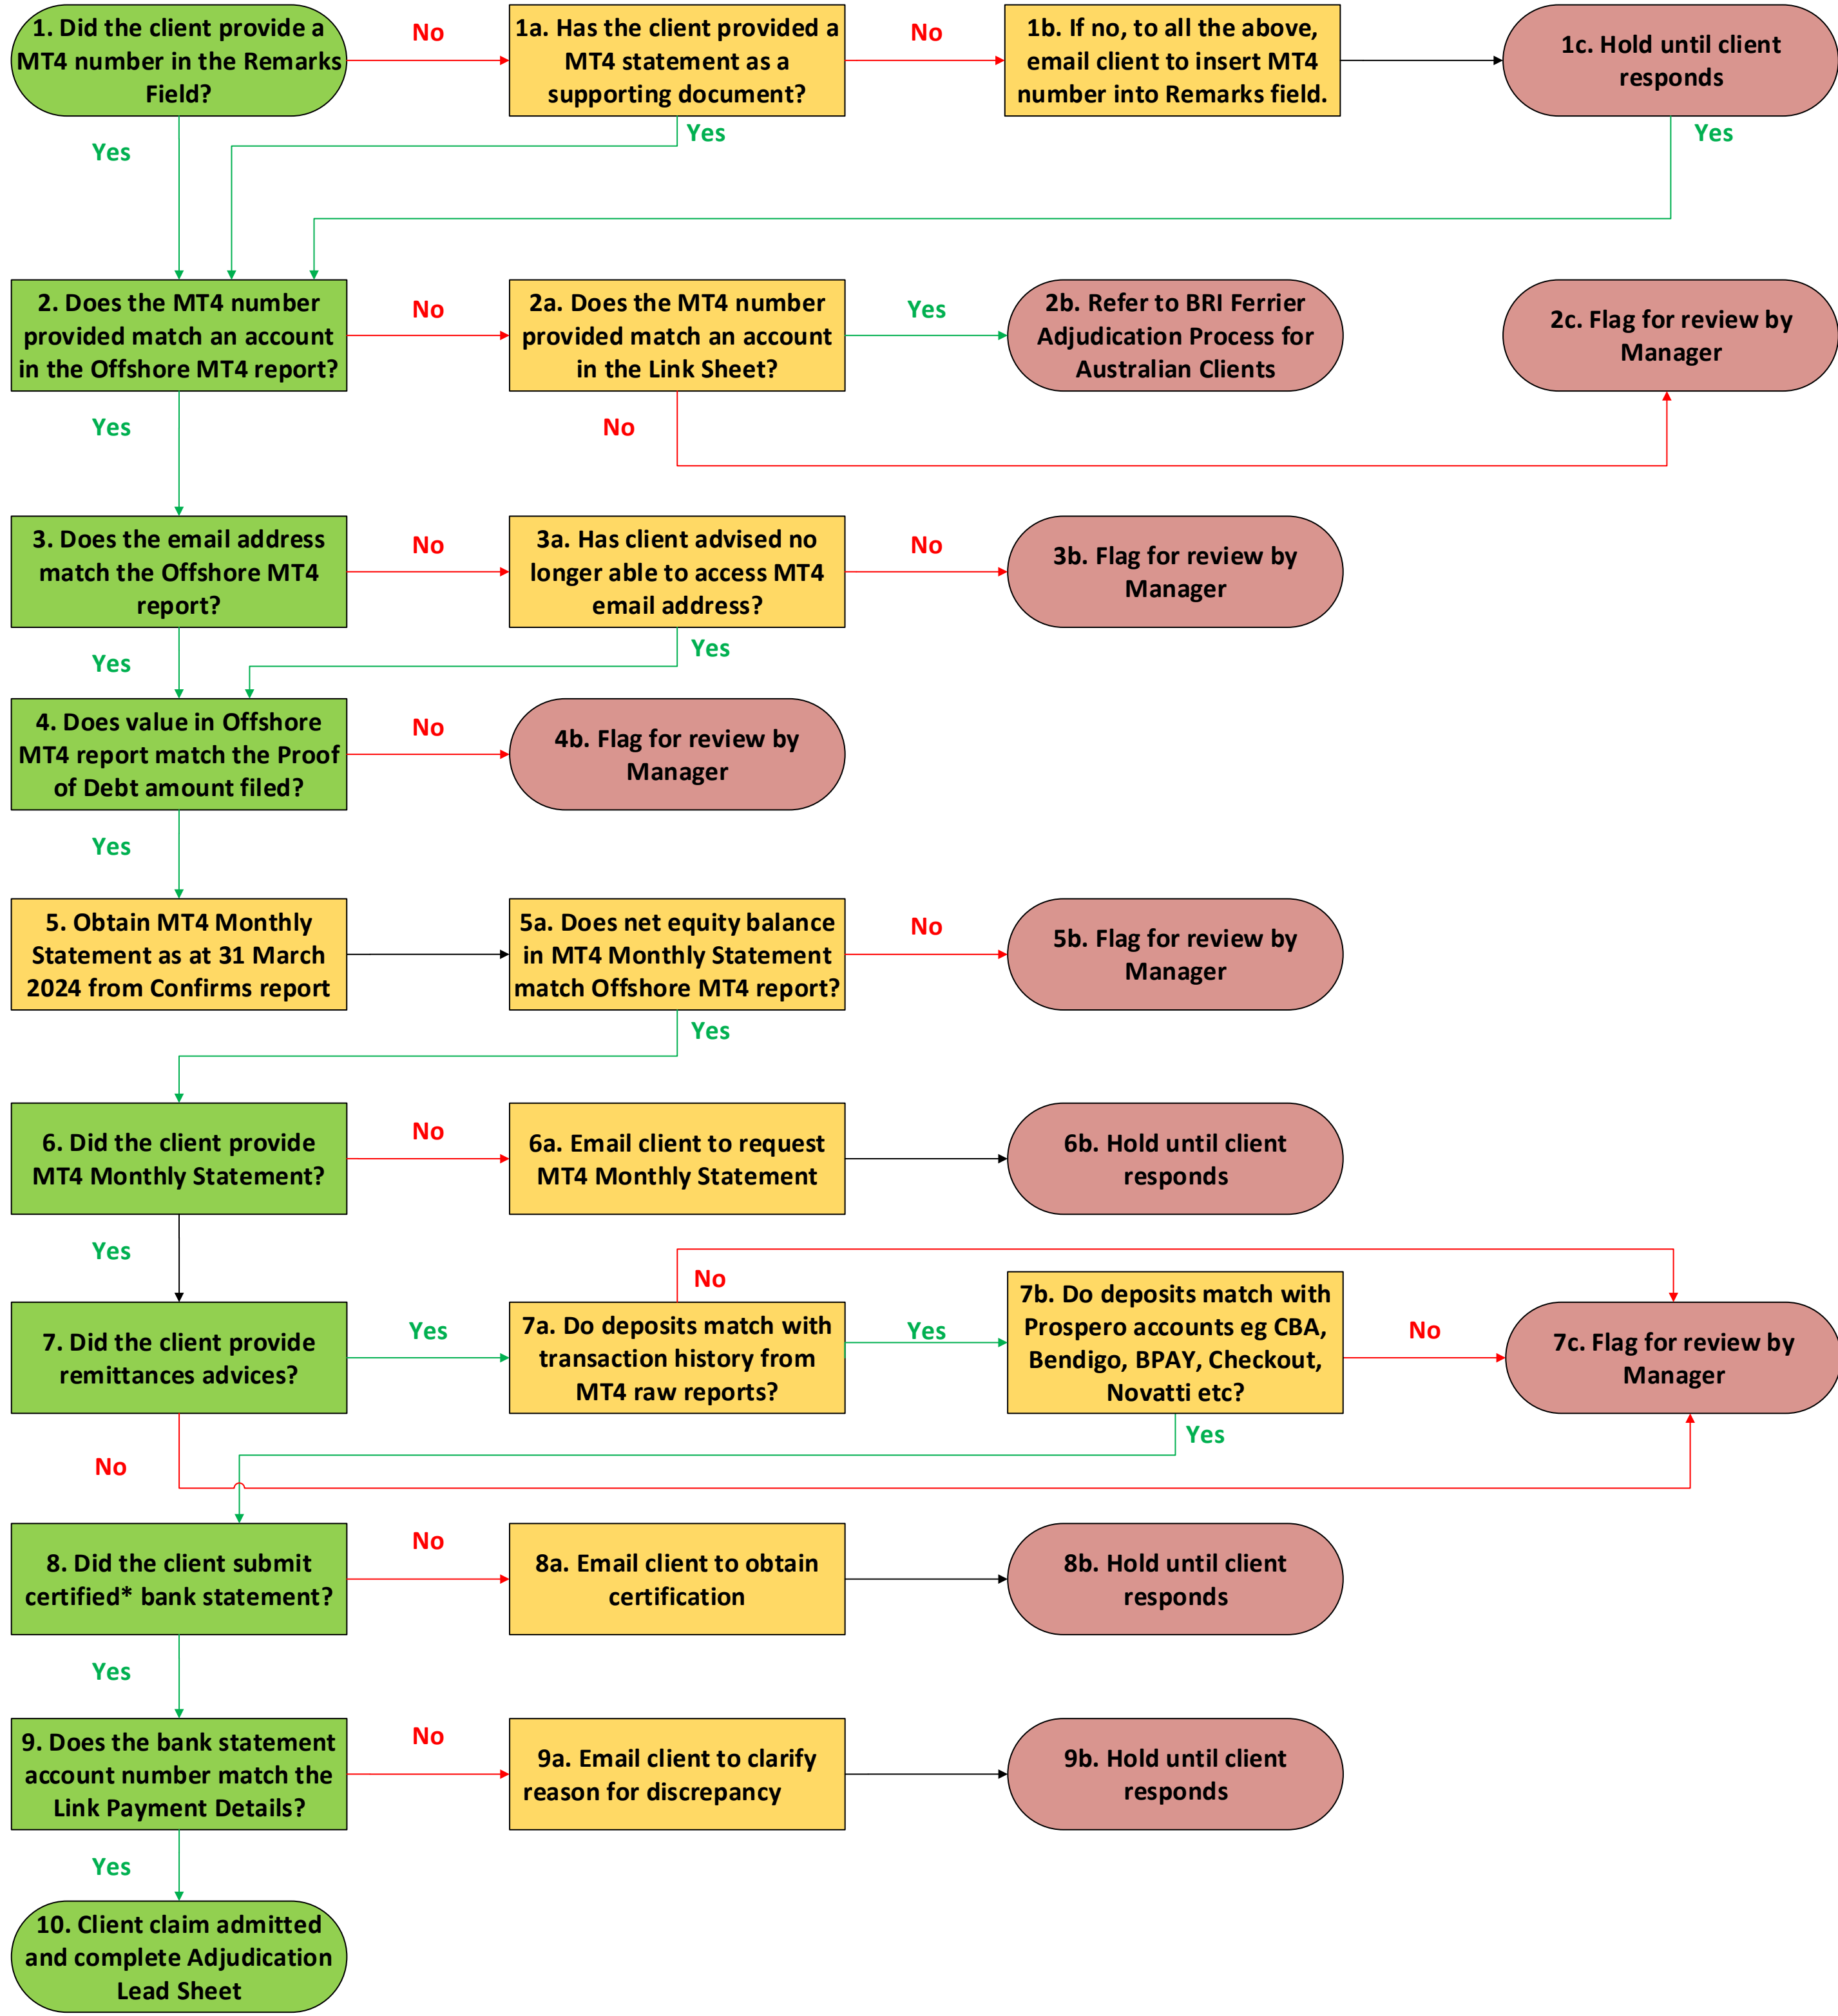 1. Did the client provide a
MT4 number in the Remarks
Field?
No
1a. Has the client provided a
MT4 statement as a
supporting document?
No
1b. If no, to all the above,
email client to insert MT4
number into Remarks field.
1c. Hold until client
responds
Yes
Yes
Yes
2. Does the MT4 number
provided match an account
in the Offshore MT4 report?
No
2a. Does the MT4 number
provided match an account
in the Link Sheet?
Yes
2b. Refer to BRI Ferrier
Adjudication Process for
Australian Clients
2c. Flag for review by
Manager
Yes
No
3. Does the email address
match the Offshore MT4
report?
No
3a. Has client advised no
longer able to access MT4
email address?
No
3b. Flag for review by
Manager
Yes
Yes
4. Does value in Offshore
MT4 report match the Proof
of Debt amount filed?
No
4b. Flag for review by
Manager
Yes
5. Obtain MT4 Monthly
Statement as at 31 March
2024 from Confirms report
5a. Does net equity balance
in MT4 Monthly Statement
match Offshore MT4 report?
No
5b. Flag for review by
Manager
Yes
6. Did the client provide
MT4 Monthly Statement?
No
6a. Email client to request
MT4 Monthly Statement
6b. Hold until client
responds
Yes
7. Did the client provide
remittances advices?
Yes
No
7a. Do deposits match with
transaction history from
MT4 raw reports?
Yes
7b. Do deposits match with
Prospero accounts eg CBA,
Bendigo, BPAY, Checkout,
Novatti etc?
No
7c. Flag for review by
Manager
No
Yes
8. Did the client submit
certified* bank statement?
No
8a. Email client to obtain
certification
8b. Hold until client
responds
Yes
9. Does the bank statement
account number match the
Link Payment Details?
No
9a. Email client to clarify
reason for discrepancy
9b. Hold until client
responds
Yes
10. Client claim admitted
and complete Adjudication
Lead Sheet